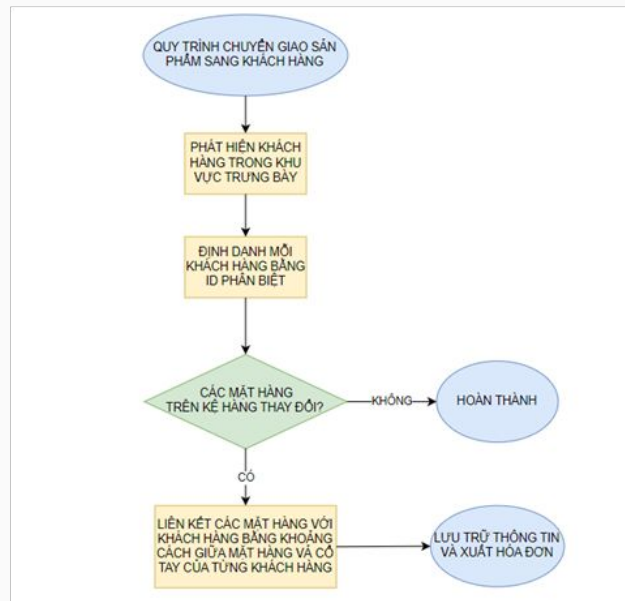 QUY TRÌNH CHUYỂN GIAO SẢN
PHẨM SANG KHÁCH HÀNG
PHÁT HIỆN KHÁCH
HÀNG TRONG KHU
VỰC TRƯNG BÀY
ĐỊNH DANH MỖI
KHÁCH HÀNG BẰNG
ID PHÂN BIỆT
CÁC MẶT HÀNG
TRÊN KỆ HÀNG THAY ĐỔI?
KHÔNG
HOÀN THÀNH
CÓ
LIÊN KẾT CÁC MẶT HÀNG VỚI
KHÁCH HÀNG BẰNG KHOẢNG
CÁCH GIỮA MẶT HÀNG VÀ CỔ
TAY CỦA TỪNG KHÁCH HÀNG
LƯU TRỮ THÔNG TIN
VÀ XUẤT HÓA ĐƠN